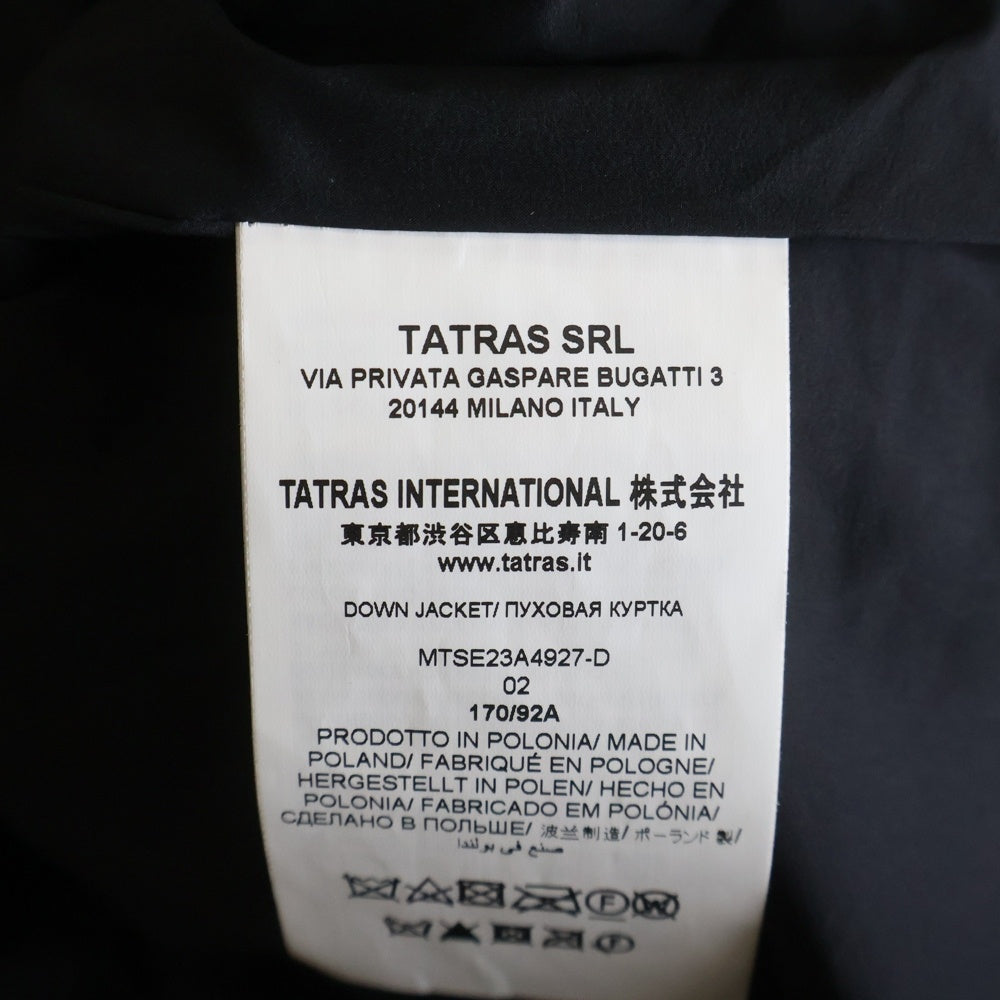 TATRAS SRL
VIA PRIVATA GASPARE BUGATTI 3
20144 MILANO ITALY
TATRAS INTERNATIONAL 株式会社
東京都渋谷区恵比寿南 1-20-6
www.tatras.it
DOWN JACKET/ ПУХОВАЯ КУРТКА
MTSE23A4927-D
02
170/92A
PRODOTTO IN POLONIA/ MADE IN
POLAND/ FABRIQUÉ EN POLOGNE/
HERGESTELLT IN POLEN/ HECHO EN
POLONIA/ FABRICADO EM POLÓNIA/
СДЕЛАНО В ПОЛЬШЕ/ 波兰制造/ ポーランド製/
صنع في بولندا
F W
F